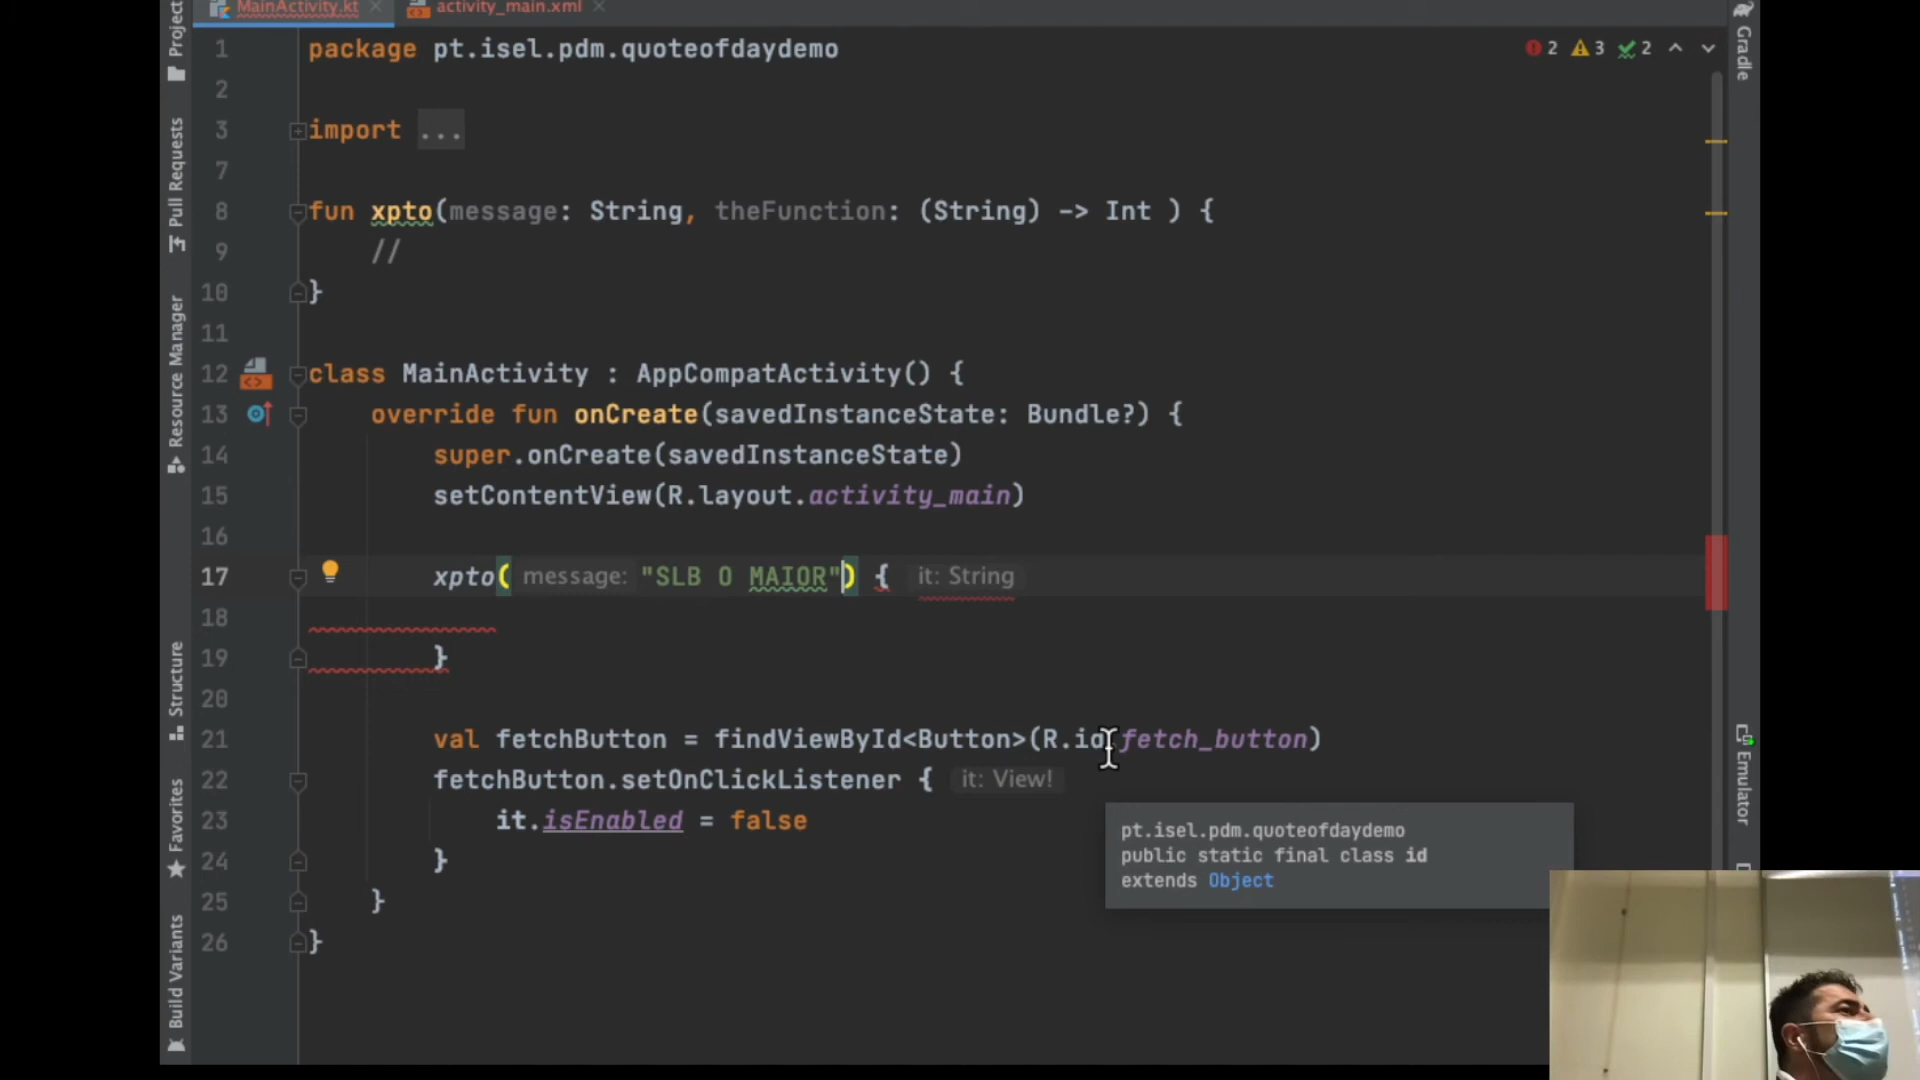 MainActivity.kt
activity_main.xml
Project
Pull Requests
Resource Manager
Structure
Favorites
Build Variants
Gradle
Emulator
2 3 2
1 package pt.isel.pdm.quoteofdaydemo
2
3 import ...
7
8 fun xpto(message: String, theFunction: (String) -> Int ) {
9 //
10 }
11
12 class MainActivity : AppCompatActivity() {
13 override fun onCreate(savedInstanceState: Bundle?) {
14 super.onCreate(savedInstanceState)
15 setContentView(R.layout.activity_main)
16
17 xpto( message: "SLB O MAIOR") { it: String
18
19 }
20
21 val fetchButton = findViewById<Button>(R.id.fetch_button)
22 fetchButton.setOnClickListener { it: View!
23 it.isEnabled = false
24 }
25 }
26 }
pt.isel.pdm.quoteofdaydemo
public static final class id
extends Object